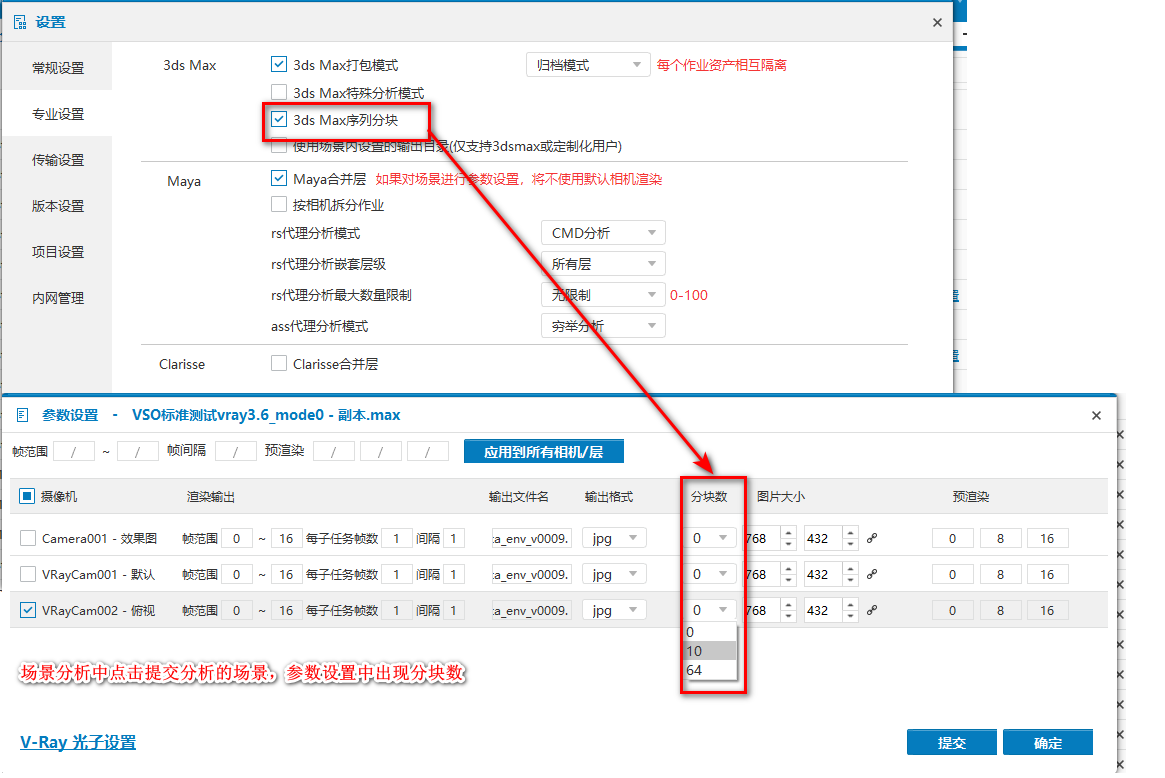 设置
常规设置
专业设置
传输设置
版本设置
项目设置
内网管理
3ds Max
3ds Max打包模式
归档模式
每个作业资产相互隔离
3ds Max特殊分析模式
3ds Max序列分块
使用场景内设置的输出目录(仅支持3dsmax或定制化用户)
Maya
Maya合并层 如果对场景进行参数设置，将不使用默认相机渲染
按相机拆分作业
rs代理分析模式 CMD分析
rs代理分析嵌套层级 所有层
rs代理分析最大数量限制 无限制 0-100
ass代理分析模式 穷举分析
Clarisse
Clarisse合并层
参数设置 - VSO标准测试vray3.6_mode0 - 副本.max
帧范围 / ~ / 帧间隔 / 预渲染 / / / 应用到所有相机/层
摄像机 渲染输出 输出文件名 输出格式 分块数 图片大小 预渲染
Camera001 - 效果图 帧范围 0 ~ 16 每子任务帧数 1 间隔 1 :a_env_v0009. jpg 0 768 432 0 8 16
VRayCam001 - 默认 帧范围 0 ~ 16 每子任务帧数 1 间隔 1 :a_env_v0009. jpg 0 768 432 0 8 16
VRayCam002 - 俯视 帧范围 0 ~ 16 每子任务帧数 1 间隔 1 :a_env_v0009. jpg 0 768 432 0 8 16
0
10
64
场景分析中点击提交分析的场景，参数设置中出现分块数
V-Ray 光子设置
提交 确定